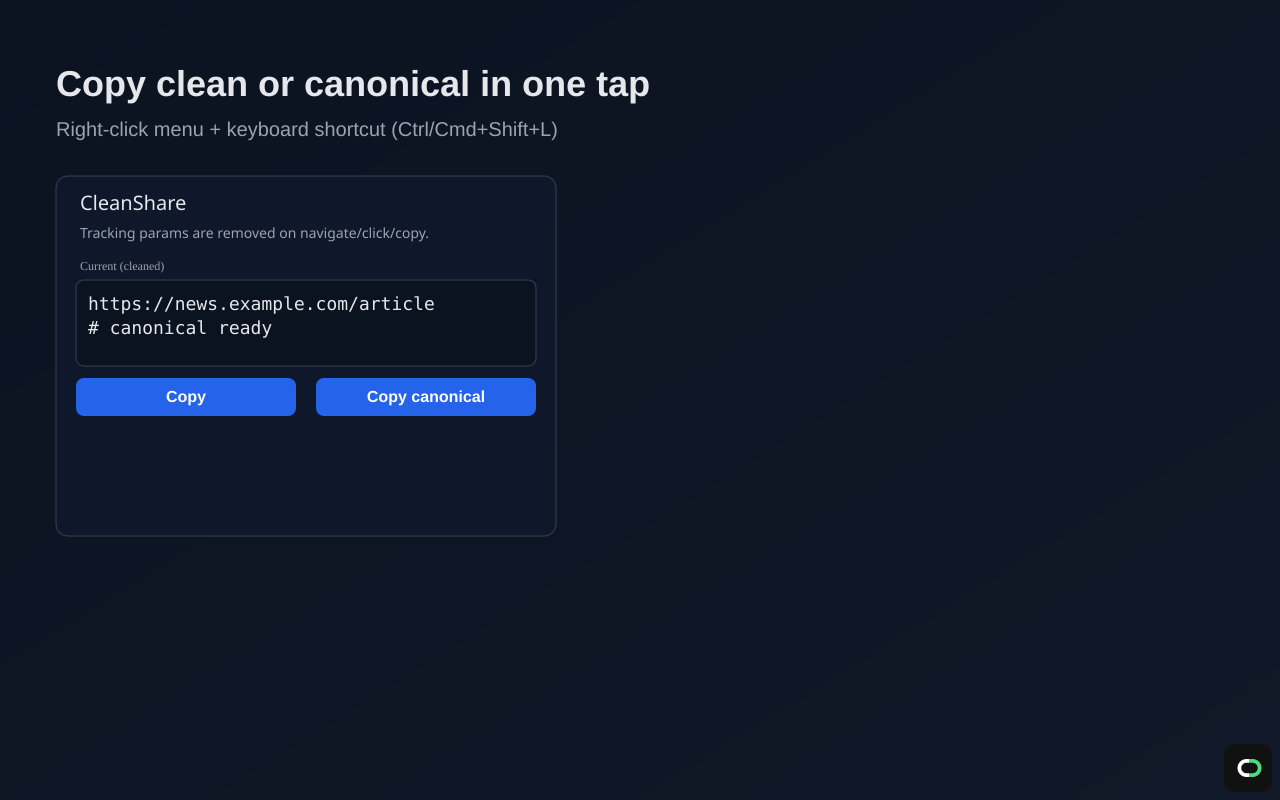 Copy clean or canonical in one tap
Right-click menu + keyboard shortcut (Ctrl/Cmd+Shift+L)
CleanShare
Tracking params are removed on navigate/click/copy.
Current (cleaned)
https://news.example.com/article
# canonical ready
Copy
Copy canonical